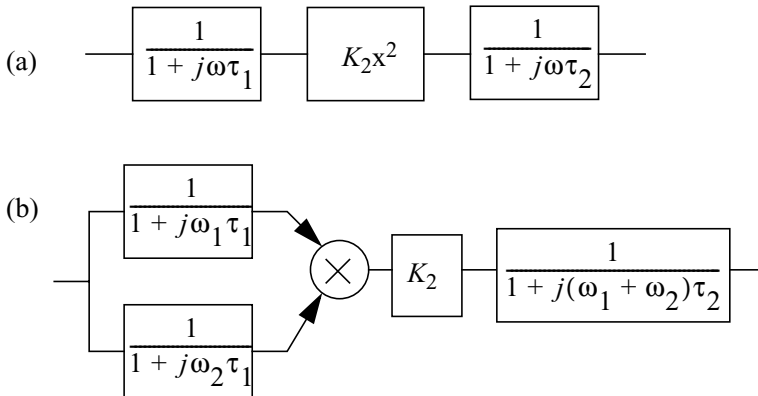 (a)
1
1 + jωτ₁
K₂x²
1
1 + jωτ₂
(b)
1
1 + jω₁τ₁
×
K₂
1
1 + j(ω₁ + ω₂)τ₂
1
1 + jω₂τ₁